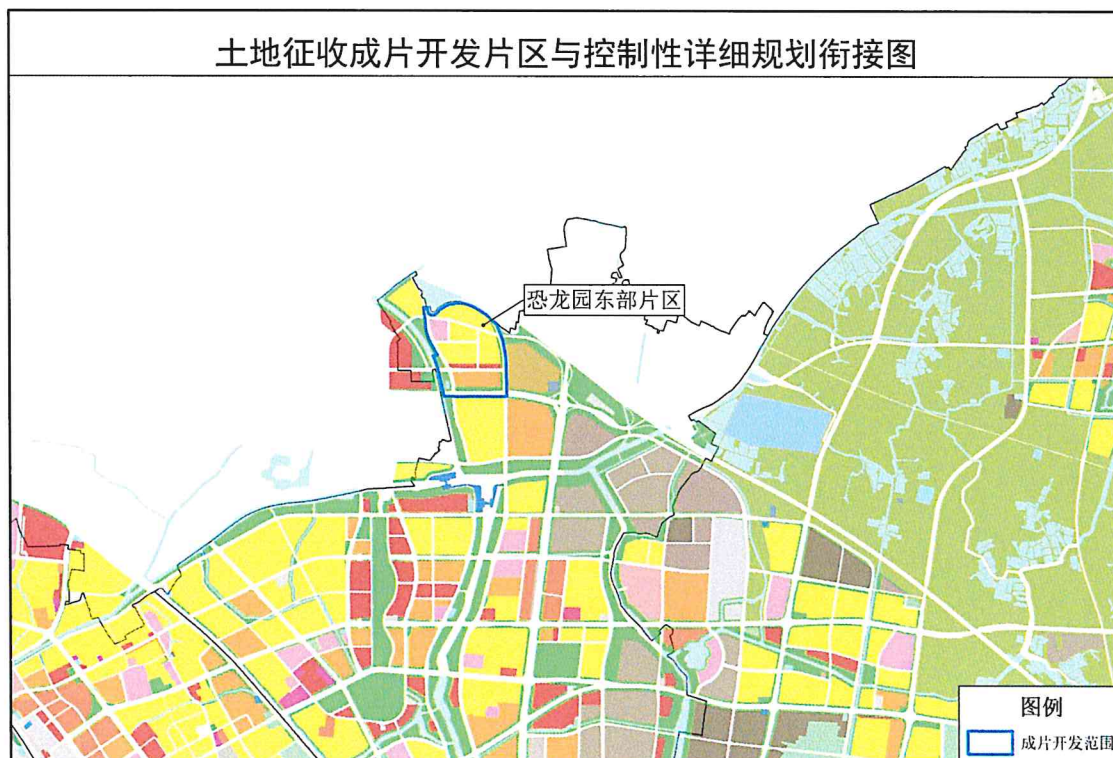 土地征收成片开发片区与控制性详细规划衔接图
恐龙园东部片区
图例
成片开发范围